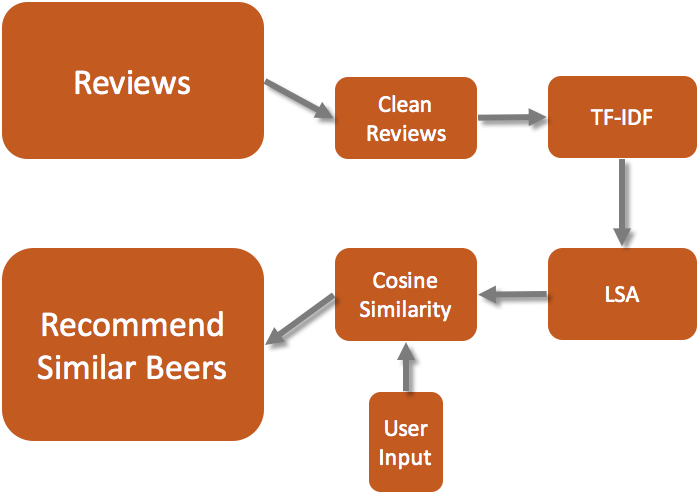 Reviews
Clean
Reviews
TF-IDF
LSA
Cosine
Similarity
User
Input
Recommend
Similar Beers